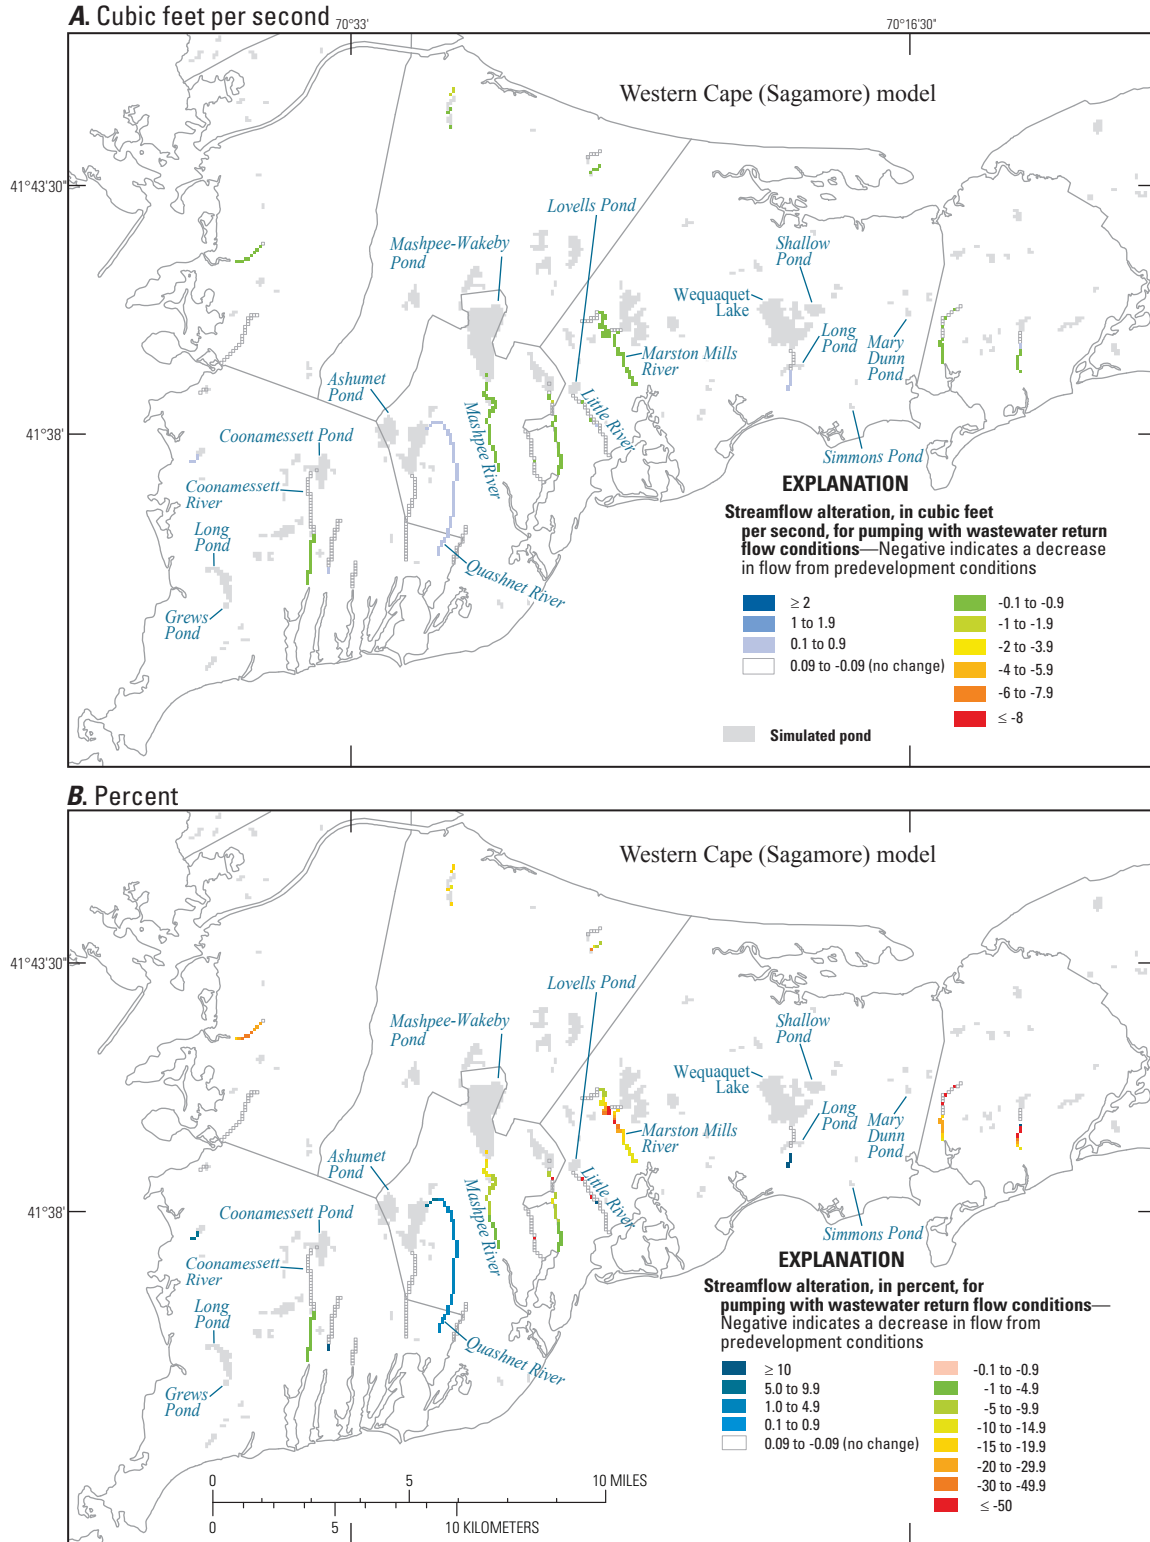 A. Cubic feet per second
70°33'
70°16'30"
Western Cape (Sagamore) model
41°43'30"
Lovells Pond
Mashpee-Wakeby
Pond
Shallow
Pond
Wequaquet
Lake
Long
Pond
Mary
Dunn
Pond
Marston Mills
River
Ashumet
Pond
Mashpee River
Little River
41°38'
Coonamessett Pond
Simmons Pond
Coonamessett
River
Long
Pond
Quashnet River
Grews
Pond
EXPLANATION
Streamflow alteration, in cubic feet
per second, for pumping with wastewater return
flow conditions—Negative indicates a decrease
in flow from predevelopment conditions
≥ 2
1 to 1.9
0.1 to 0.9
0.09 to -0.09 (no change)
-0.1 to -0.9
-1 to -1.9
-2 to -3.9
-4 to -5.9
-6 to -7.9
≤ -8
Simulated pond
B. Percent
Western Cape (Sagamore) model
41°43'30"
Lovells Pond
Mashpee-Wakeby
Pond
Shallow
Pond
Wequaquet
Lake
Long
Pond
Mary
Dunn
Pond
Marston Mills
River
Ashumet
Pond
Mashpee River
Little River
41°38'
Coonamessett Pond
Simmons Pond
Coonamessett
River
Long
Pond
Quashnet River
Grews
Pond
EXPLANATION
Streamflow alteration, in percent, for
pumping with wastewater return flow conditions—
Negative indicates a decrease in flow from
predevelopment conditions
≥ 10
5.0 to 9.9
1.0 to 4.9
0.1 to 0.9
0.09 to -0.09 (no change)
-0.1 to -0.9
-1 to -4.9
-5 to -9.9
-10 to -14.9
-15 to -19.9
-20 to -29.9
-30 to -49.9
≤ -50
0 5 10 MILES
0 5 10 KILOMETERS